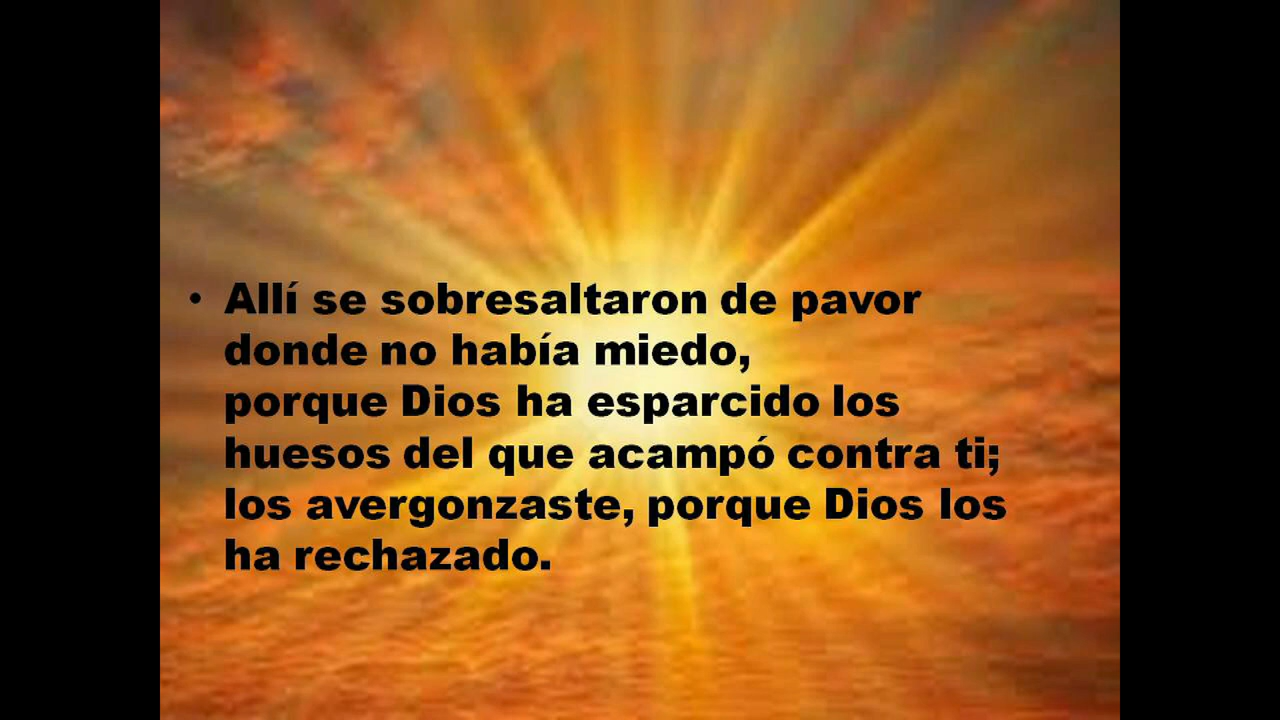 • Allí se sobresaltaron de pavor
donde no había miedo,
porque Dios ha esparcido los
huesos del que acampó contra ti;
los avergonzaste, porque Dios los
ha rechazado.